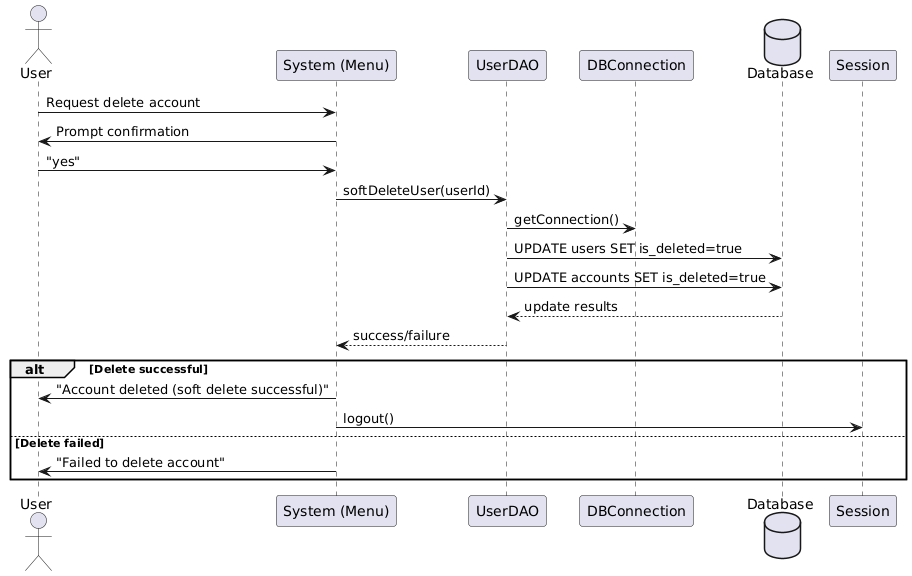 User
System (Menu)
UserDAO
DBConnection
Database
Session
Request delete account
Prompt confirmation
"yes"
softDeleteUser(userId)
getConnection()
UPDATE users SET is_deleted=true
UPDATE accounts SET is_deleted=true
update results
success/failure
alt [Delete successful]
"Account deleted (soft delete successful)"
logout()
[Delete failed]
"Failed to delete account"
User
System (Menu)
UserDAO
DBConnection
Database
Session